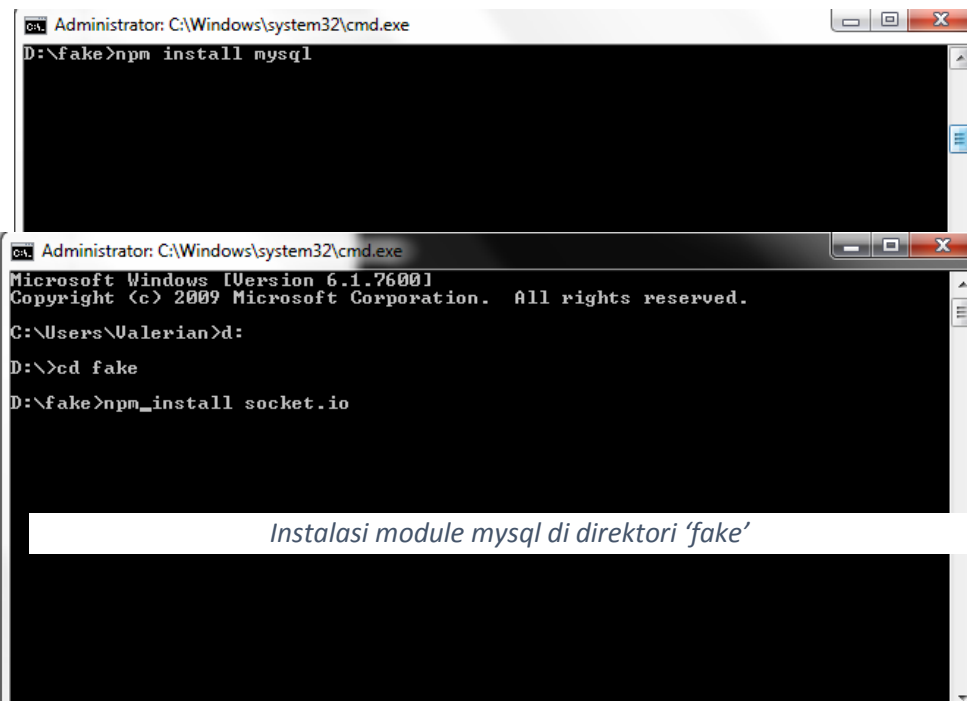 Administrator: C:\Windows\system32\cmd.exe
D:\fake>npm install mysql
Administrator: C:\Windows\system32\cmd.exe
Microsoft Windows [Version 6.1.7600]
Copyright (c) 2009 Microsoft Corporation.  All rights reserved.
C:\Users\Valerian>d:
D:\>cd fake
D:\fake>npm_install socket.io
Instalasi module mysql di direktori ‘fake’